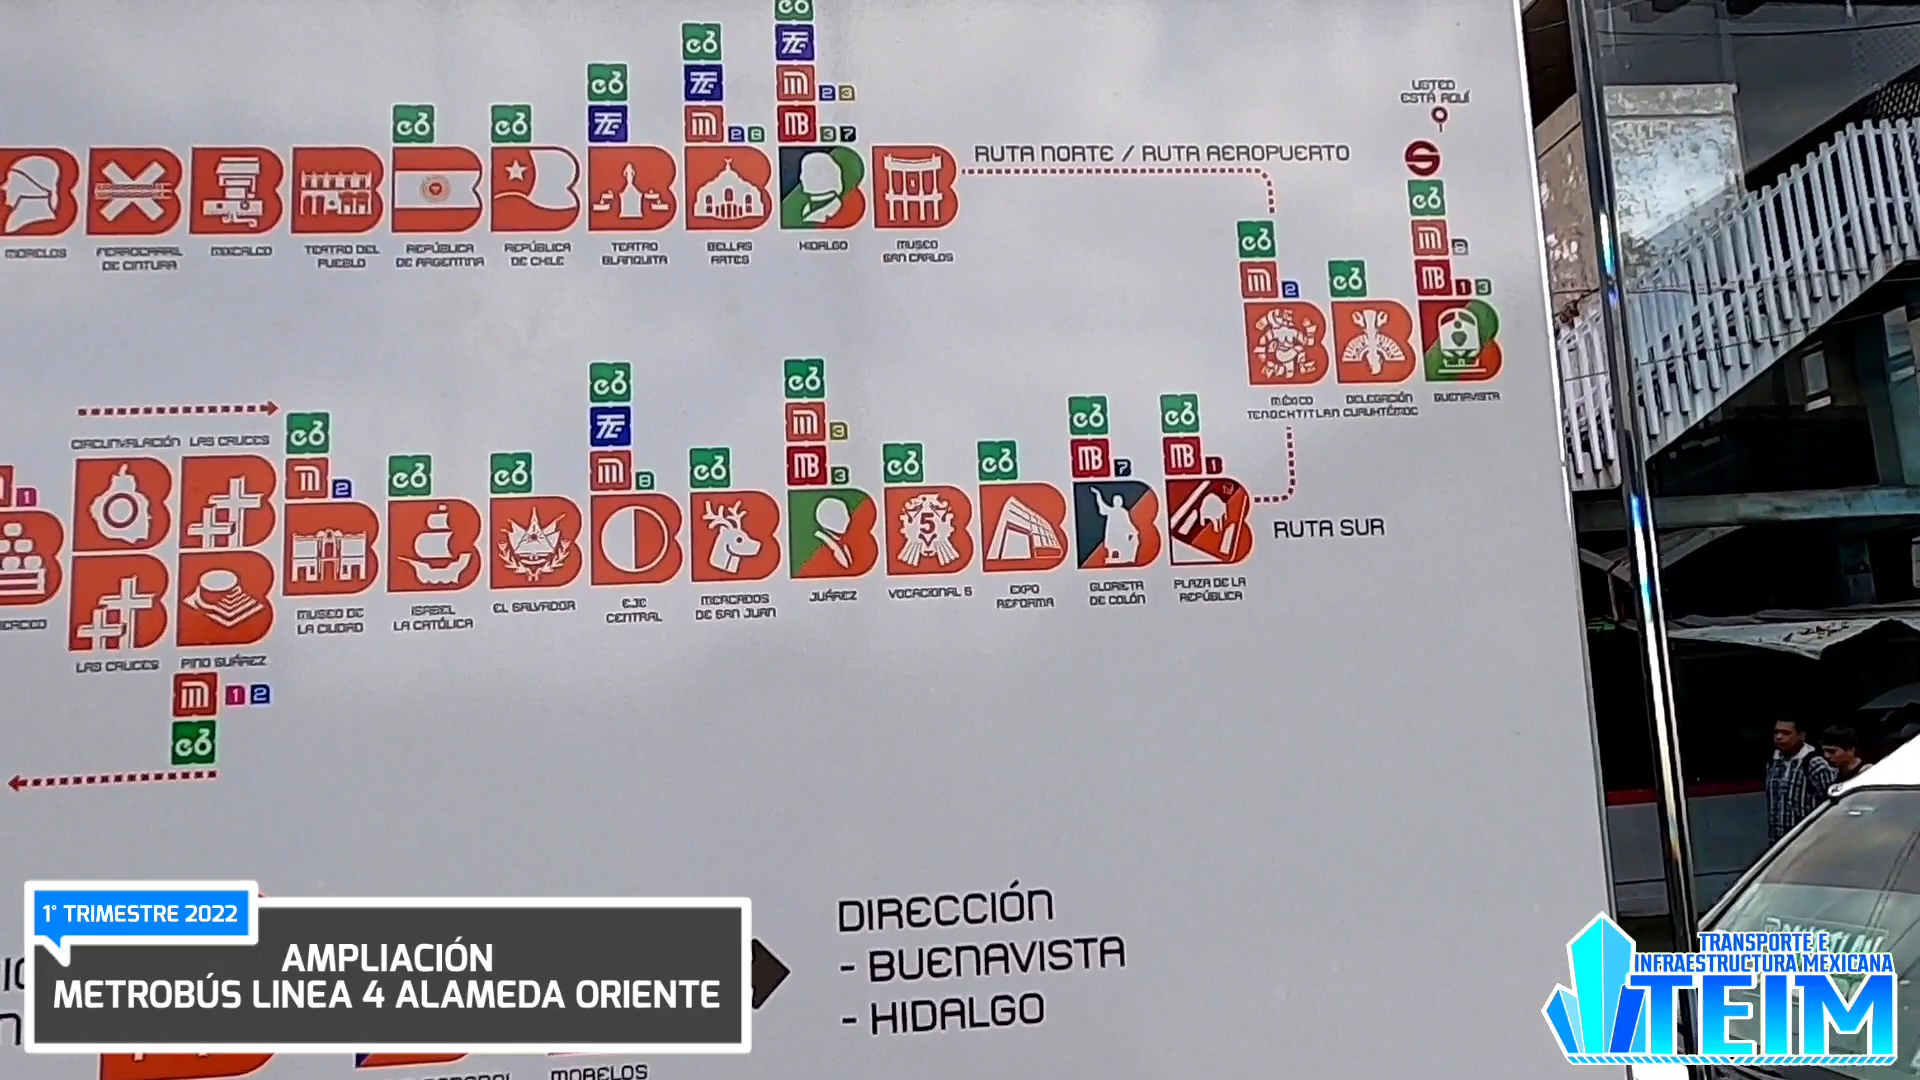 USTED
ESTÁ AQUÍ
RUTA NORTE / RUTA AEROPUERTO
MORELOS
FERROCARRIL
DE CINTURA
MIXCALCO
TEATRO DEL
PUEBLO
REPÚBLICA
DE ARGENTINA
REPÚBLICA
DE CHILE
TEATRO
BLANQUITA
BELLAS
ARTES
HIDALGO
MUSEO
SAN CARLOS
MÉXICO
TENOCHTITLAN
DELEGACIÓN
CUAUHTÉMOC
BUENAVISTA
CIRCUNVALACIÓN
LAS CRUCES
MUSEO DE
LA CIUDAD
ISABEL
LA CATÓLICA
EL SALVADOR
EJE
CENTRAL
MERCADOS
DE SAN JUAN
JUÁREZ
VOCACIONAL 5
EXPO
REFORMA
GLORIETA
DE COLÓN
PLAZA DE LA
REPÚBLICA
RUTA SUR
LAS CRUCES
PINO SUÁREZ
DIRECCIÓN
- BUENAVISTA
- HIDALGO
MORELOS
1° TRIMESTRE 2022
AMPLIACIÓN
METROBÚS LINEA 4 ALAMEDA ORIENTE
TRANSPORTE E
INFRAESTRUCTURA MEXICANA
TEIM